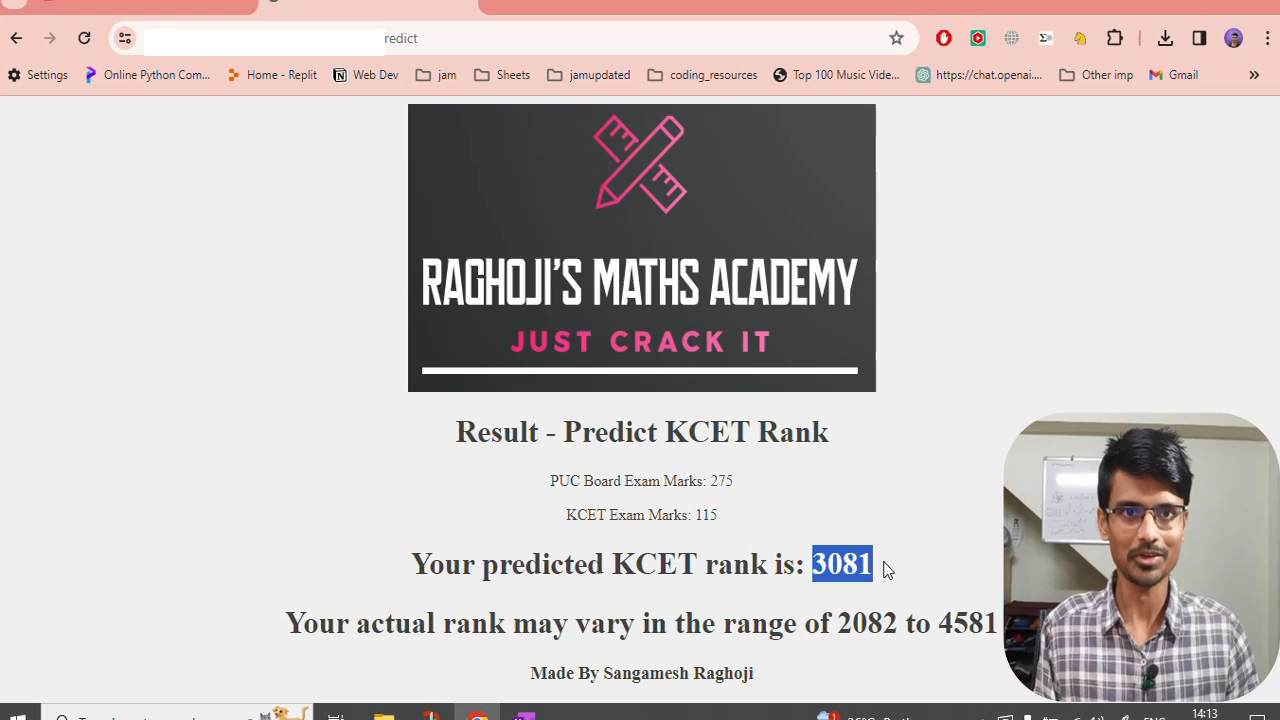 redict
Settings
Online Python Com...
Home - Replit
Web Dev
jam
Sheets
jamupdated
coding_resources
Top 100 Music Vide...
https://chat.openai....
Other imp
Gmail
RAGHOJI'S MATHS ACADEMY
JUST CRACK IT
Result - Predict KCET Rank
PUC Board Exam Marks: 275
KCET Exam Marks: 115
Your predicted KCET rank is: 3081
Your actual rank may vary in the range of 2082 to 4581
Made By Sangamesh Raghoji
14:13